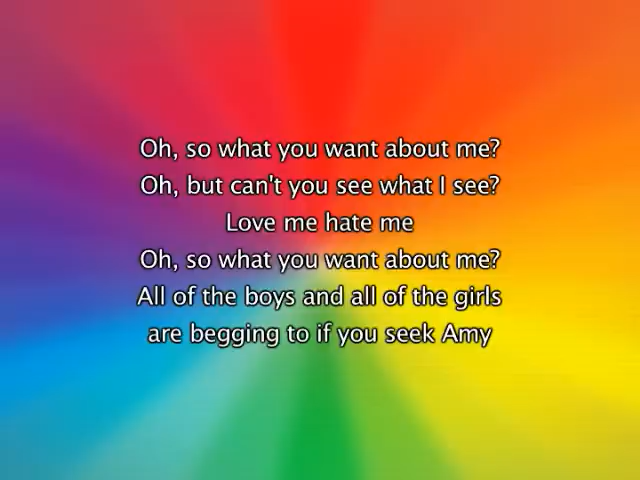 Oh, so what you want about me?
Oh, but can't you see what I see?
Love me hate me
Oh, so what you want about me?
All of the boys and all of the girls
are begging to if you seek Amy